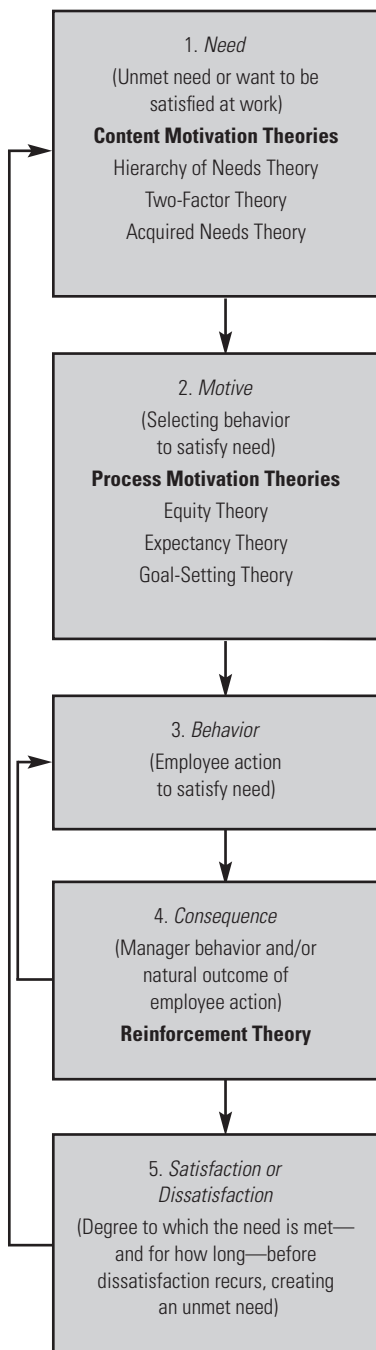 1. Need
(Unmet need or want to be
satisfied at work)
Content Motivation Theories
Hierarchy of Needs Theory
Two-Factor Theory
Acquired Needs Theory
2. Motive
(Selecting behavior
to satisfy need)
Process Motivation Theories
Equity Theory
Expectancy Theory
Goal-Setting Theory
3. Behavior
(Employee action
to satisfy need)
4. Consequence
(Manager behavior and/or
natural outcome of
employee action)
Reinforcement Theory
5. Satisfaction or
Dissatisfaction
(Degree to which the need is met—
and for how long—before
dissatisfaction recurs, creating
an unmet need)